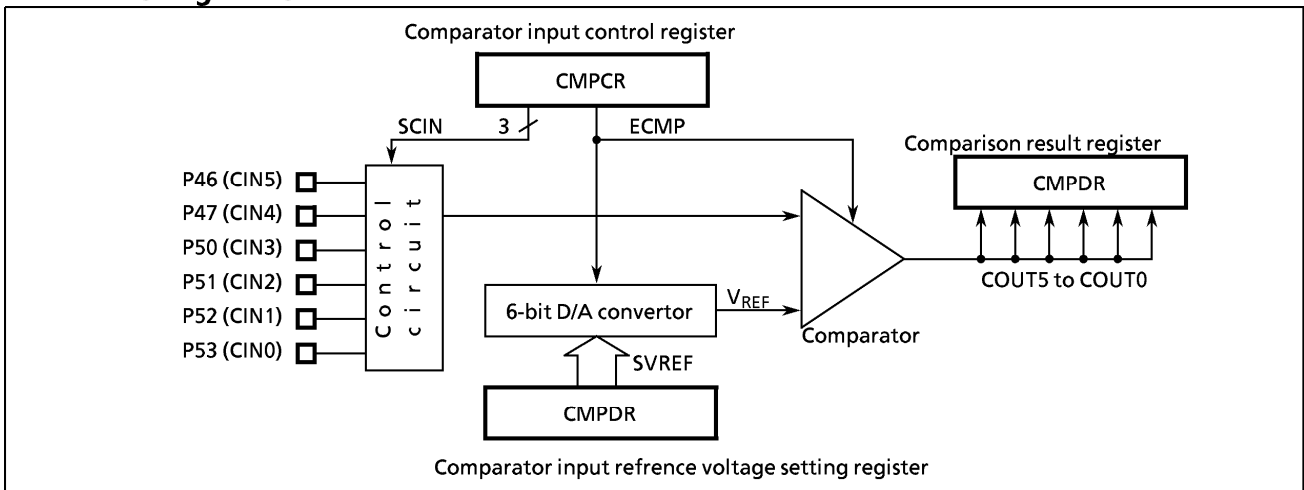 Comparator input control register
CMPCR
SCIN
3
ECMP
Comparison result register
CMPDR
P46 (CIN5)
P47 (CIN4)
P50 (CIN3)
P51 (CIN2)
P52 (CIN1)
P53 (CIN0)
Control
circuit
COUT5 to COUT0
6-bit D/A convertor
VREF
Comparator
SVREF
CMPDR
Comparator input refrence voltage setting register